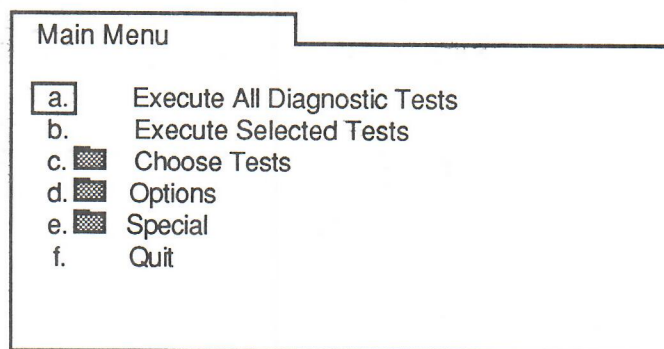 Main Menu
a. Execute All Diagnostic Tests
b. Execute Selected Tests
c. Choose Tests
d. Options
e. Special
f. Quit